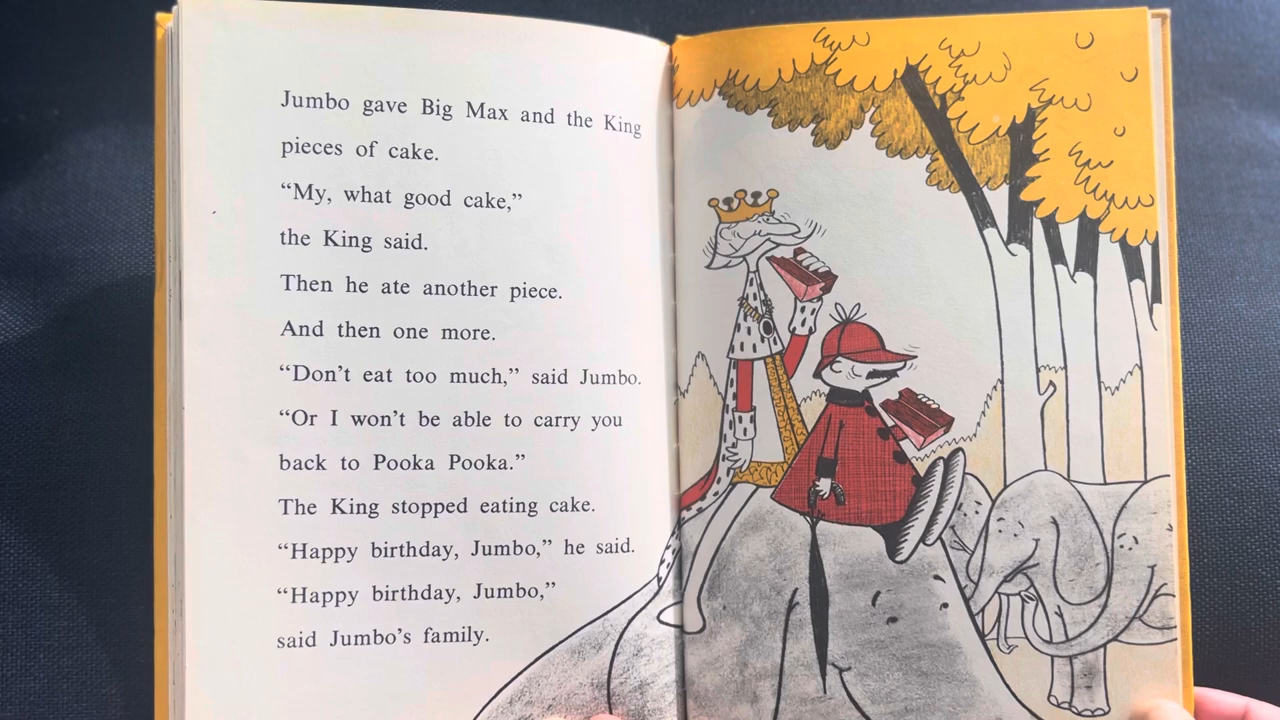 Jumbo gave Big Max and the King
pieces of cake.
“My, what good cake,”
the King said.
Then he ate another piece.
And then one more.
“Don’t eat too much,” said Jumbo.
“Or I won’t be able to carry you
back to Pooka Pooka.”
The King stopped eating cake.
“Happy birthday, Jumbo,” he said.
“Happy birthday, Jumbo,”
said Jumbo’s family.